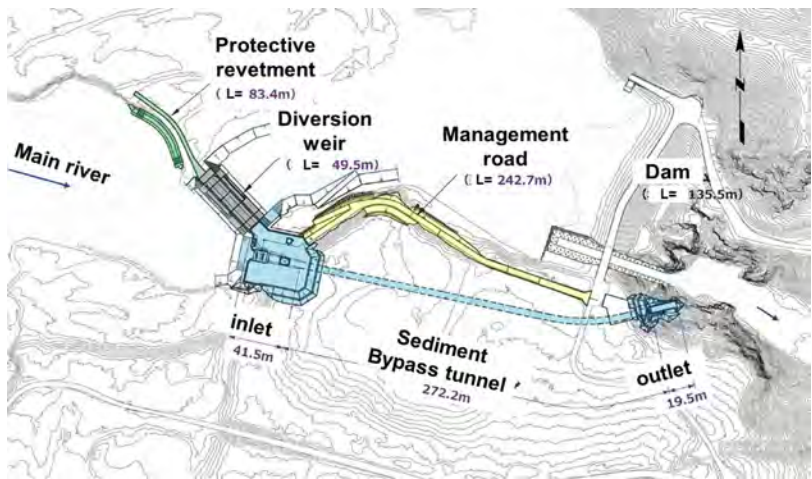 Protective
revetment
( L= 83.4m)
Diversion
weir
( L= 49.5m)
Management
road
( L= 242.7m)
Main river
Dam
( L= 135.5m)
inlet
41.5m
Sediment
Bypass tunnel
272.2m
outlet
19.5m